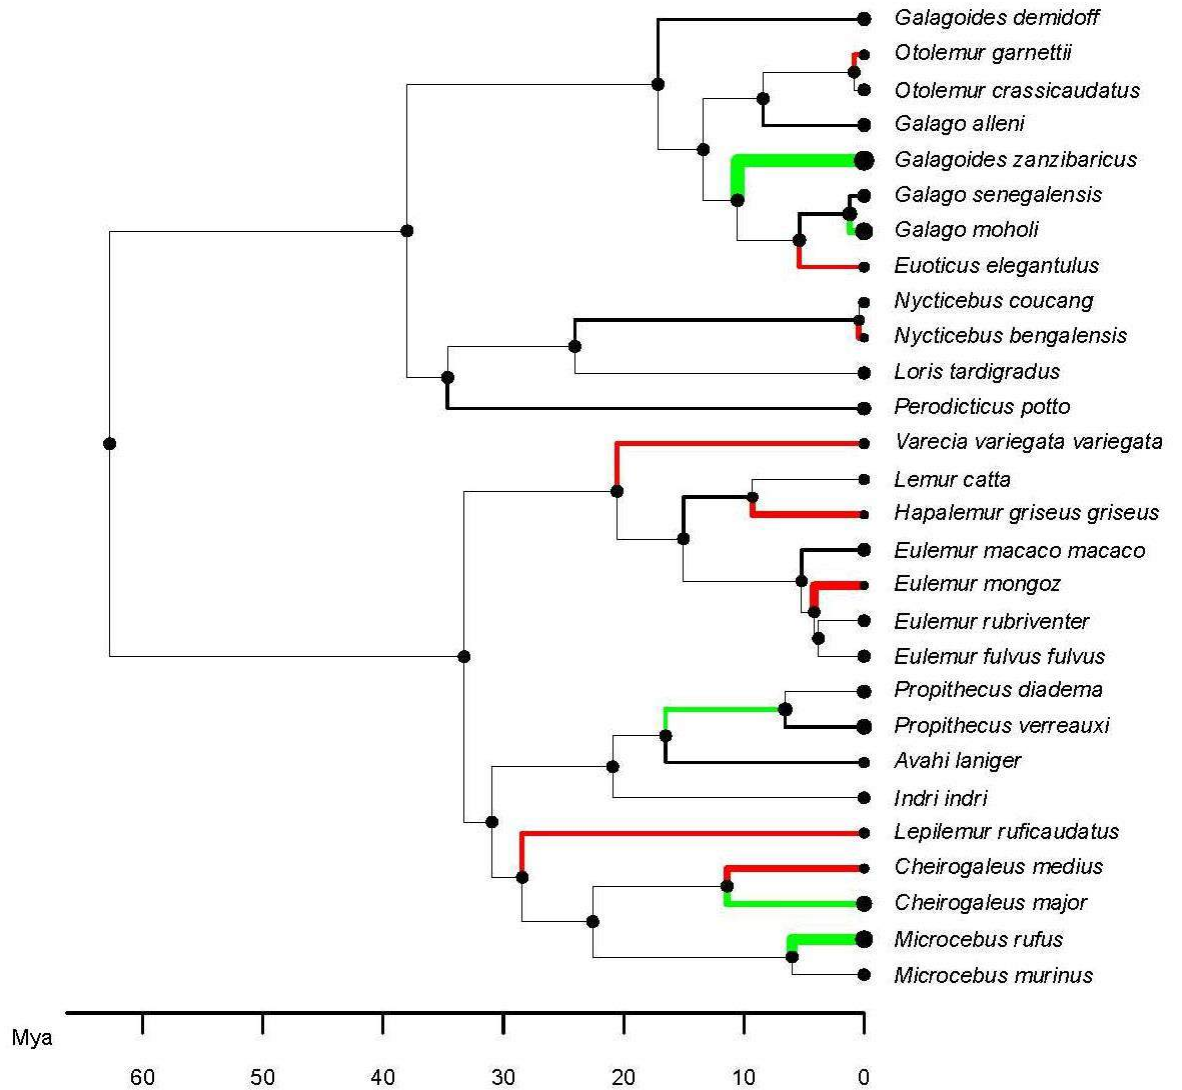 Galagoides demidoff
Otolemur garnettii
Otolemur crassicaudatus
Galago alleni
Galagoides zanzibaricus
Galago senegalensis
Galago moholi
Euoticus elegantulus
Nycticebus coucang
Nycticebus bengalensis
Loris tardigradus
Perodicticus potto
Varecia variegata variegata
Lemur catta
Hapalemur griseus griseus
Eulemur macaco macaco
Eulemur mongoz
Eulemur rubriventer
Eulemur fulvus fulvus
Propithecus diadema
Propithecus verreauxi
Avahi laniger
Indri indri
Lepilemur ruficaudatus
Cheirogaleus medius
Cheirogaleus major
Microcebus rufus
Microcebus murinus
Mya
60 50 40 30 20 10 0